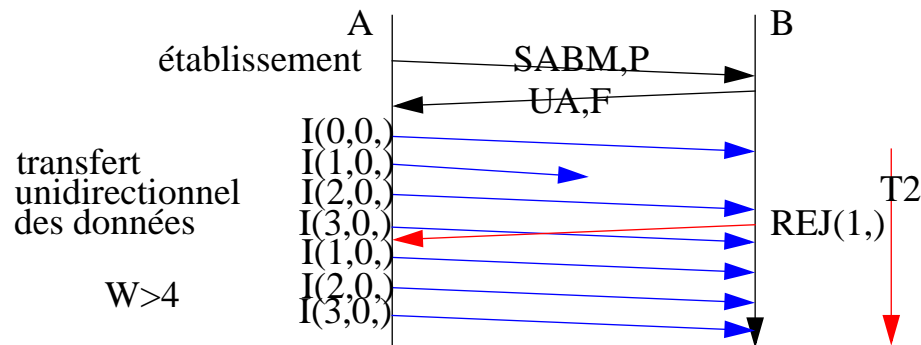 A
B
établissement
SABM,P
UA,F
I(0,0,)
I(1,0,)
transfert
unidirectionnel
des données
I(2,0,)
T2
I(3,0,)
REJ(1,)
I(1,0,)
W>4
I(2,0,)
I(3,0,)